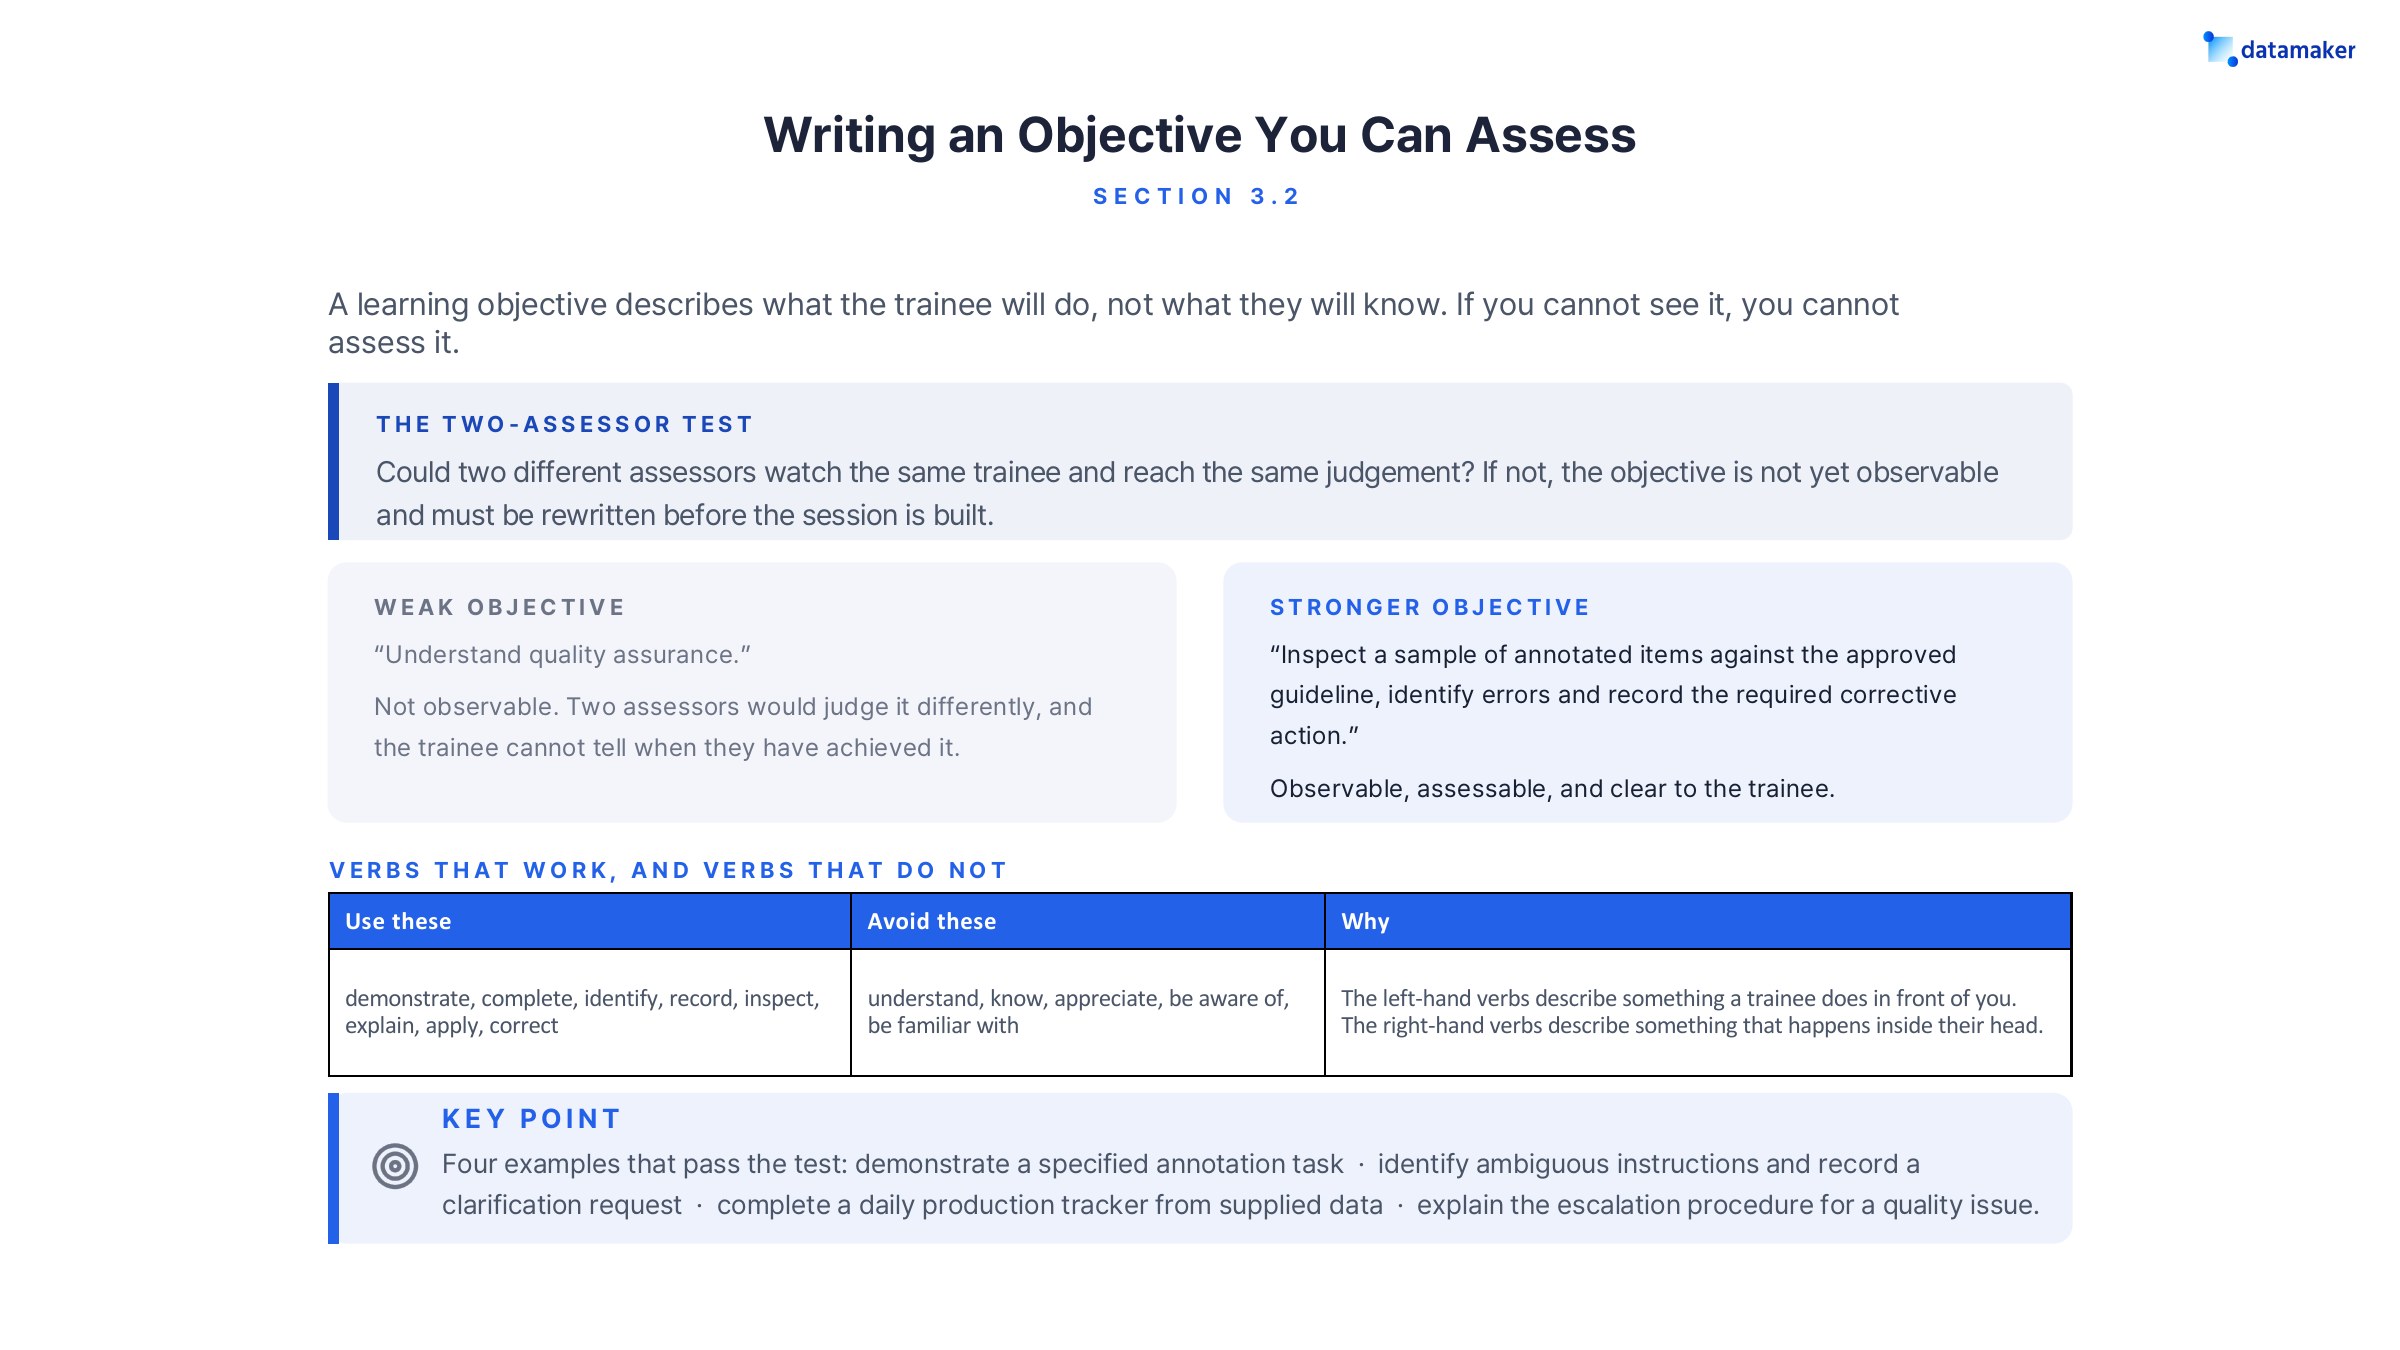 datamaker
Writing an Objective You Can Assess
SECTION 3.2
A learning objective describes what the trainee will do, not what they will know. If you cannot see it, you cannot
assess it.
THE TWO-ASSESSOR TEST
Could two different assessors watch the same trainee and reach the same judgement? If not, the objective is not yet observable
and must be rewritten before the session is built.
WEAK OBJECTIVE
“Understand quality assurance.”
Not observable. Two assessors would judge it differently, and
the trainee cannot tell when they have achieved it.
STRONGER OBJECTIVE
“Inspect a sample of annotated items against the approved
guideline, identify errors and record the required corrective
action.”
Observable, assessable, and clear to the trainee.
VERBS THAT WORK, AND VERBS THAT DO NOT
Use these
Avoid these
Why
demonstrate, complete, identify, record, inspect,
explain, apply, correct
understand, know, appreciate, be aware of,
be familiar with
The left-hand verbs describe something a trainee does in front of you.
The right-hand verbs describe something that happens inside their head.
KEY POINT
Four examples that pass the test: demonstrate a specified annotation task · identify ambiguous instructions and record a
clarification request · complete a daily production tracker from supplied data · explain the escalation procedure for a quality issue.